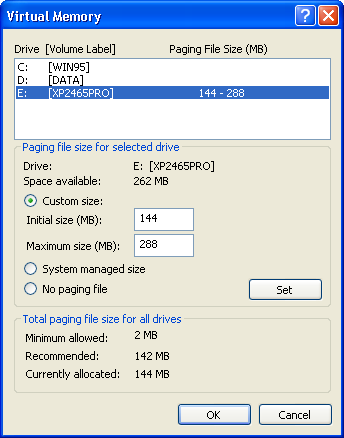 Virtual Memory
Drive [Volume Label] Paging File Size (MB)
C: [WIN95]
D: [DATA]
E: [XP2465PRO] 144 - 288
Paging file size for selected drive
Drive: E: [XP2465PRO]
Space available: 262 MB
Custom size:
Initial size (MB): 144
Maximum size (MB): 288
System managed size
No paging file
Set
Total paging file size for all drives
Minimum allowed: 2 MB
Recommended: 142 MB
Currently allocated: 144 MB
OK Cancel